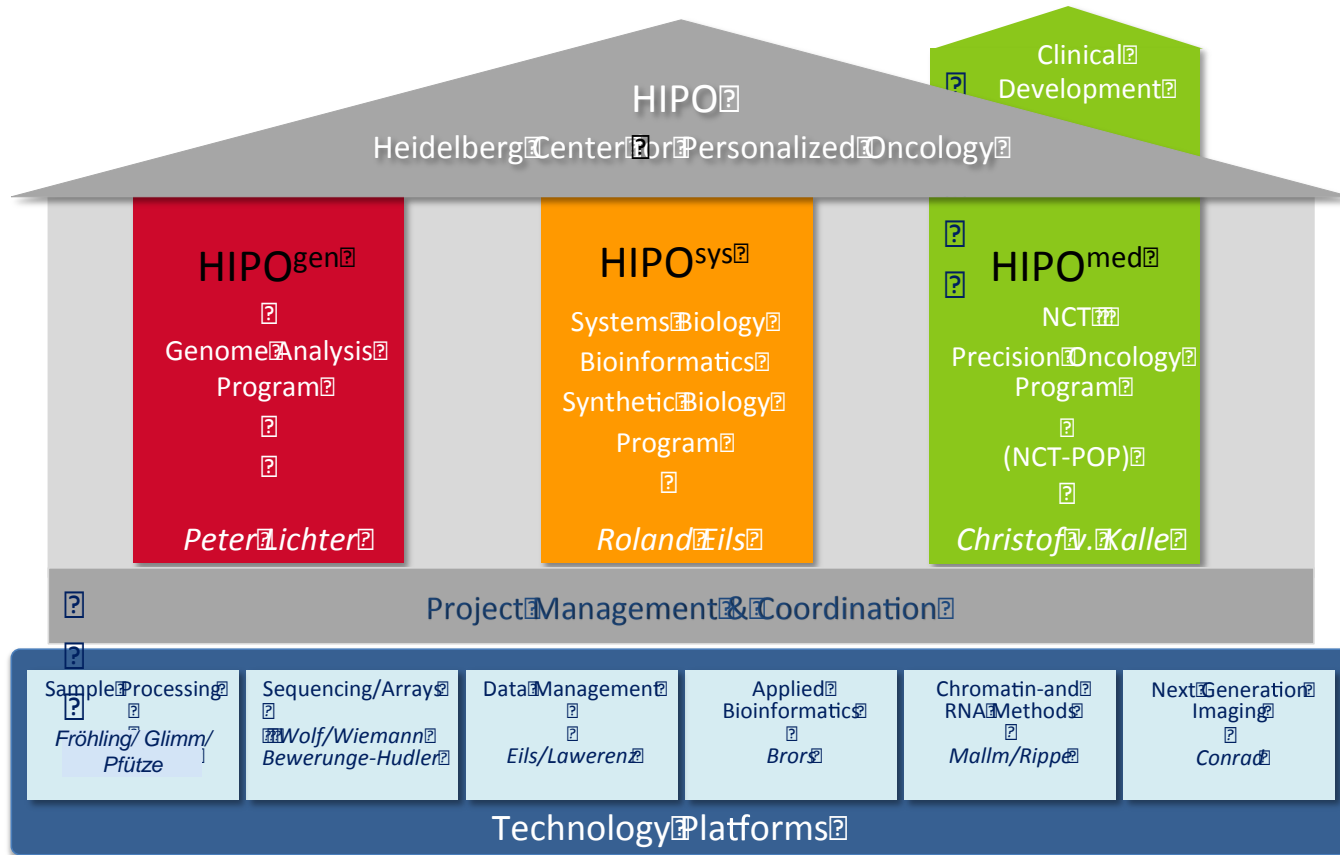 Clinical
Development
HIPO
Heidelberg Center for Personalized Oncology
HIPOgen
Genome Analysis
Program
Peter Lichter
HIPOsys
Systems Biology
Bioinformatics
Synthetic Biology
Program
Roland Eils
HIPOmed
NCT
Precision Oncology
Program
(NCT-POP)
Christof v. Kalle
Project Management & Coordination
Sample Processing
Fröhling/ Glimm/
Pfütze
Sequencing/Arrays
Wolf/Wiemann
Bewerunge-Hudler
Data Management
Eils/Lawerenz
Applied
Bioinformatics
Brors
Chromatin-and
RNA Methods
Mallm/Rippe
Next Generation
Imaging
Conrad
Technology Platforms